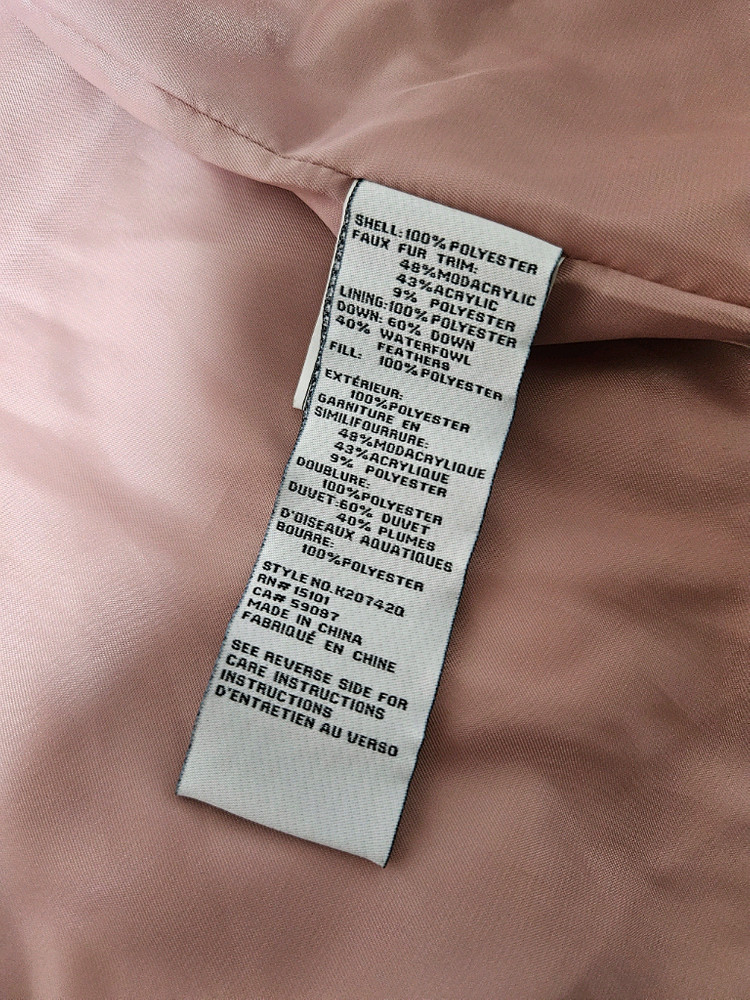 SHELL:100%POLYESTER
FAUX FUR TRIM:
48%MODACRYLIC
43%ACRYLIC
9% POLYESTER
LINING:100% POLYESTER
DOWN: 60% DOWN
40% WATERFOWL
FEATHERS
FILL: 100%POLYESTER
EXTÉRIEUR:
100%POLYESTER
GARNITURE EN
SIMILIFOURRURE:
48%MODACRYLIQUE
43%ACRYLIQUE
9% POLYESTER
DOUBLURE:
100%POLYESTER
DUVET:60% DUVET
40% PLUMES
D'OISEAUX AQUATIQUES
BOURRE:
100%POLYESTER
STYLE NO.K20742Q
RN# 15101
CA# 59087
MADE IN CHINA
FABRIQUÉ EN CHINE
SEE REVERSE SIDE FOR
CARE INSTRUCTIONS
INSTRUCTIONS
D'ENTRETIEN AU VERSO